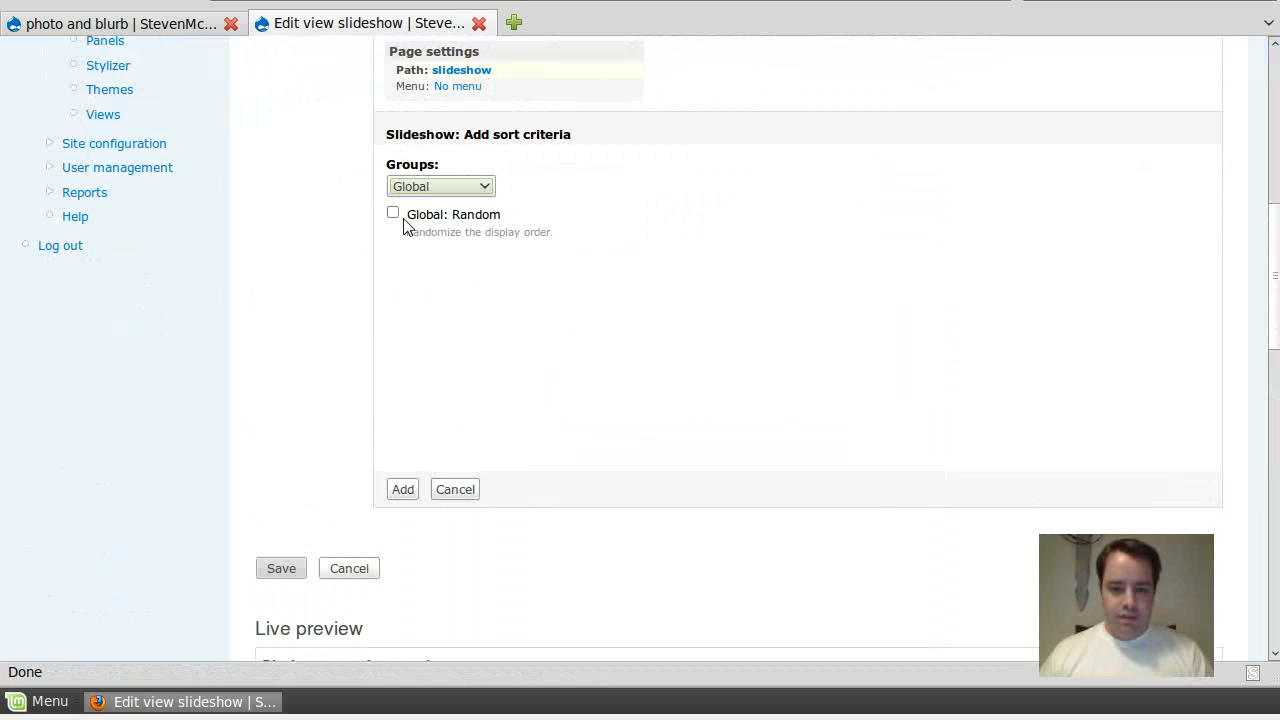 photo and blurb | StevenMc...
Edit view slideshow | Steve...
Panels
Stylizer
Themes
Views
Site configuration
User management
Reports
Help
Log out
Page settings
Path: slideshow
Menu: No menu
Slideshow: Add sort criteria
Groups:
Global
Global: Random
andomize the display order.
Add
Cancel
Save
Cancel
Live preview
Done
Menu
Edit view slideshow | S...